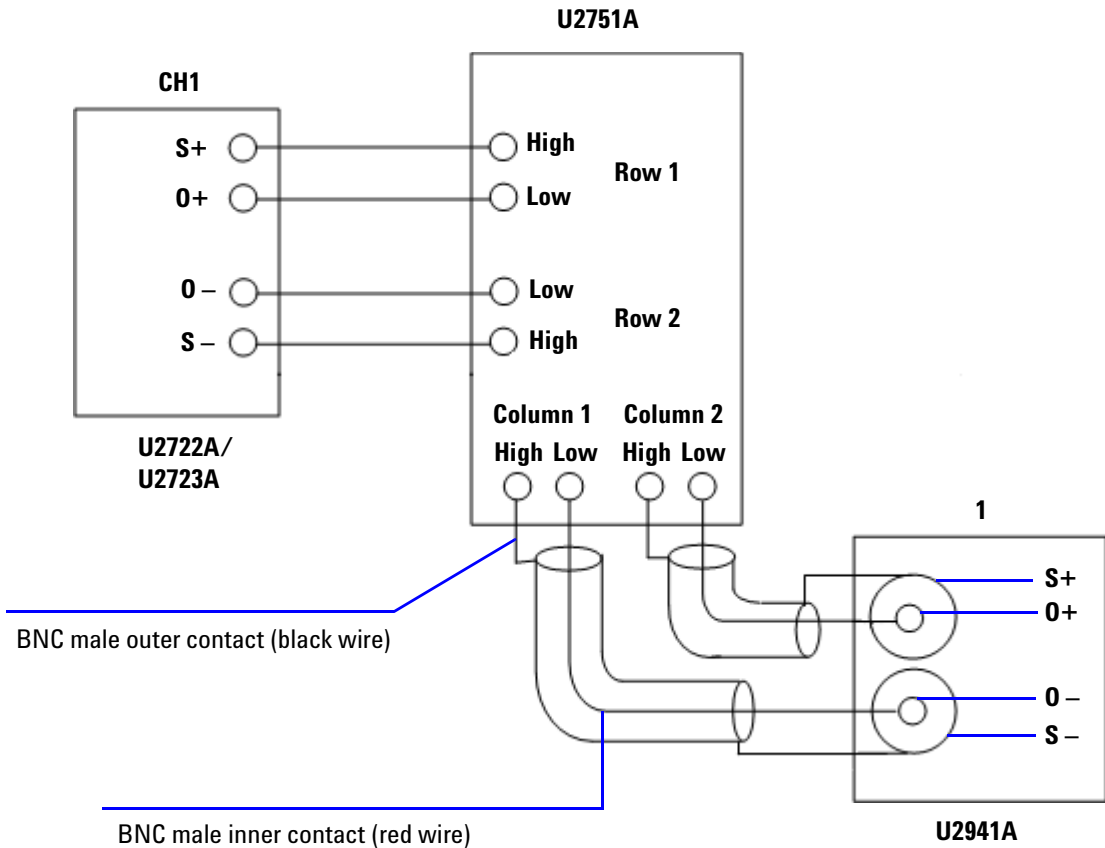 U2751A
CH1
S+
O+
O –
S –
High
Low
Row 1
Low
High
Row 2
U2722A/
U2723A
Column 1 Column 2
High Low High Low
1
S+
O+
O –
S –
U2941A
BNC male outer contact (black wire)
BNC male inner contact (red wire)